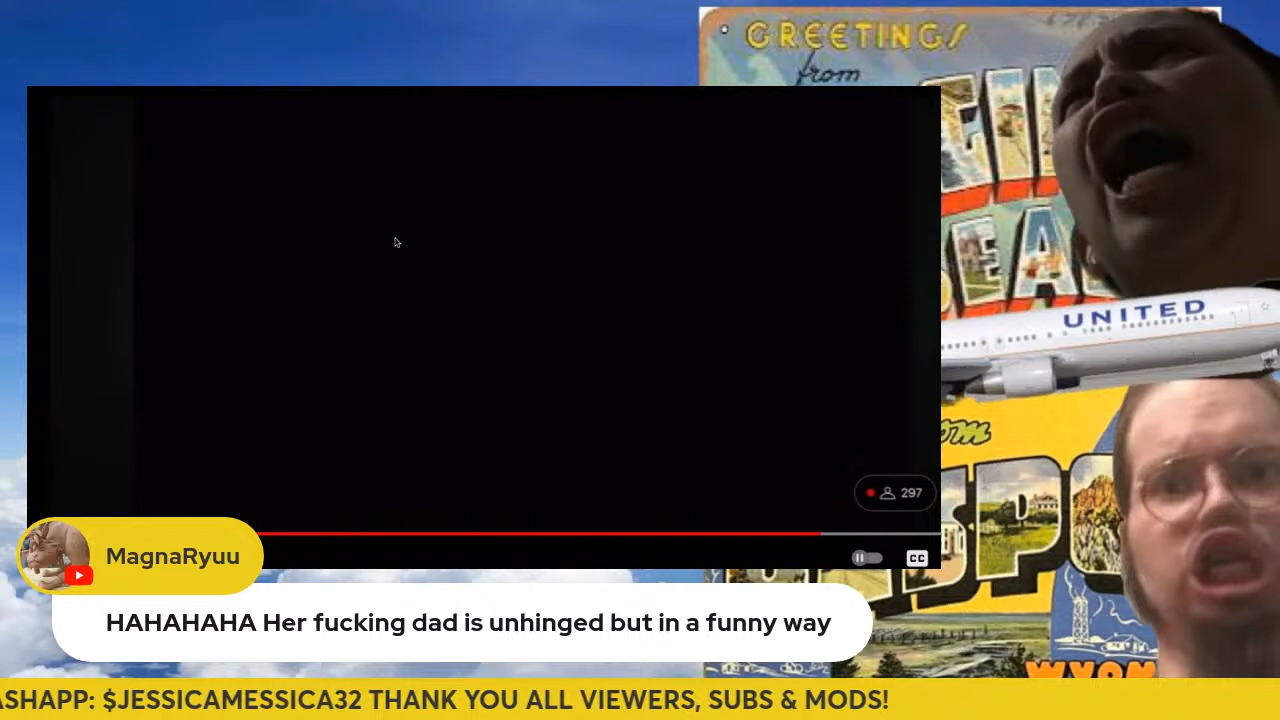 GREETINGS
from
UNITED
297
CC
MagnaRyuu
HAHAHAHA Her fucking dad is unhinged but in a funny way
$JESSICAMESSICA32 THANK YOU ALL VIEWERS, SUBS & MODS!